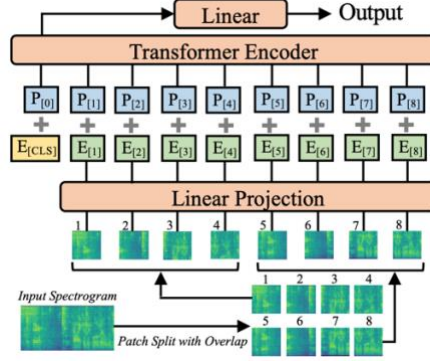 Linear Output
Transformer Encoder
P[0] P[1] P[2] P[3] P[4] P[5] P[6] P[7] P[8]
+ + + + + + + + +
E[CLS] E[1] E[2] E[3] E[4] E[5] E[6] E[7] E[8]
Linear Projection
1 2 3 4 5 6 7 8
1 2 3 4
Input Spectrogram
5 6 7 8
Patch Split with Overlap